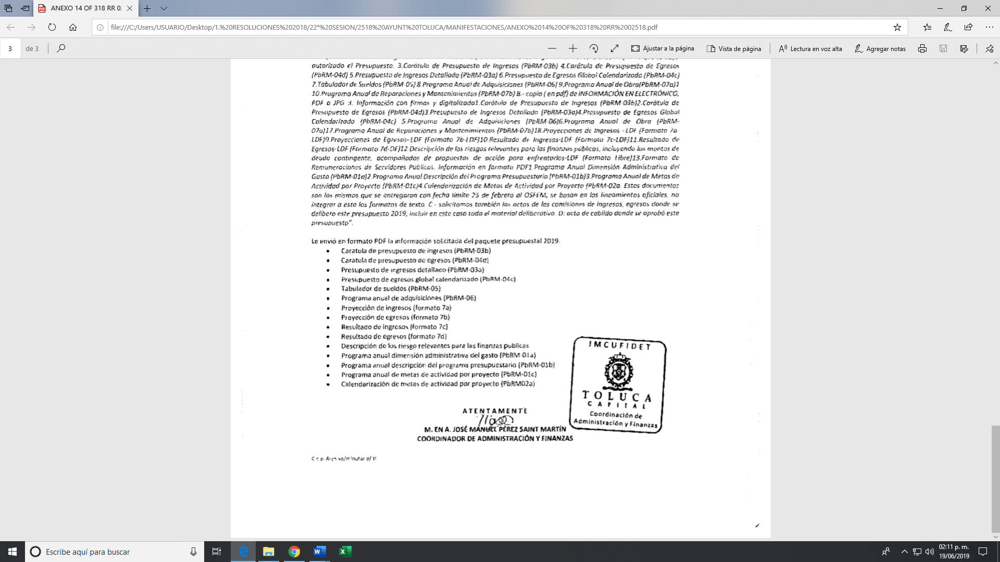 ANEXO 14 OF 318 RR 02
file:///C:/Users/USUARIO/Desktop/1.%20RESOLUCIONES%202018/22°%20SESION/2518%20AYUNT%20TOLUCA/MANIFESTACIONES/ANEXO%2014%20OF%20318%20RR%2002518.pdf
3 de 3
Ajustar a la página
Vista de página
Lectura en voz alta
Agregar notas
autorizado el Presupuesto. 3.Carátula de Presupuesto de Ingresos (PbRM-03b) 4.Carátula de Presupuesto de Egresos
(PbRM-04d) 5.Presupuesto de Ingresos Detallado (PbRM-03a) 6.Presupuesto de Egresos Global Calendarizado (PbRM-04c)
7.Tabulador de Sueldos (PbRM-05) 8.Programa Anual de Adquisiciones (PbRM-06) 9.Programa Anual de Obra(PbRM-07a)1
10.Programa Anual de Reparaciones y Mantenimientos (PbRM-07b) B.- copia ( en pdf) de INFORMACIÓN EN ELECTRÓNICO,
PDF o JPG :I. Información con firmas y digitalizada1.Carátula de Presupuesto de Ingresos (PbRM-03b)2.Carátula de
Presupuesto de Egresos (PbRM-04d)3.Presupuesto de Ingresos Detallado (PbRM-03a)4.Presupuesto de Egresos Global
Calendarizado (PbRM-04c) 5.Programa Anual de Adquisiciones (PbRM-06)6.Programa Anual de Obra (PbRM-
07a)17.Programa Anual de Reparaciones y Mantenimientos (PbRM-07b)18.Proyecciones de Ingresos - LDF (Formato 7a
LDF)9.Proyecciones de Egresos-LDF (Formato 7b-LDF)10.Resultado de Ingresos-LDF (Formato 7c-LDF)11.Resultado de
Egresos-LDF (Formato 7d-DF)12.Descripción de los riesgos relevantes para las finanzas públicas, incluyendo los montos de
deuda contingente, acompañados de propuestas de acción para enfrentarlos-LDF (Formato Libre)13.Formato de
Remuneraciones de Servidores Publicos. Información en formato PDF1 Programa Anual Dimensión Administrativa del
Gasto (PbRM-01a)2.Programa Anual Descripción del Programa Presupuestario (PbRM-01b)3.Programa Anual de Metas de
Actividad por Proyecto (PbRM-01c)4.Calendarización de Metas de Actividad por Proyecto (PbRM-02a. Estos documentos
son los mismos que se entregaron con fecha límite 25 de febrero al OSFEM, se basan en los lineamientos oficiales, no
integrar a esto los formatos de texto. C - solicitamos también las actas de las comisiones de ingresos, egresos donde se
delibero este presupuesto 2019, incluir en este caso todo el material deliberativo. D: acta de cabildo donde se aprobó este
presupuesto".
Le envió en formato PDF la información solicitada del paquete presupuestal 2019.
• Caratula de presupuesto de ingresos (PbRM-03b)
• Caratula de presupuesto de egresos (PbRM-04d)
• Presupuesto de ingresos detallado (PbRM-03a)
• Presupuesto de egresos global calendarizado (PbRM-04c)
• Tabulador de sueldos (PbRM-05)
• Programa anual de adquisiciones (PbRM-06)
• Proyección de ingresos (formato 7a)
• Proyección de egresos (formato 7b)
• Resultado de ingresos (formato 7c)
• Resultado de egresos (formato 7d)
• Descripción de los riesgo relevantes para las finanzas publicas
• Programa anual dimensión administrativa del gasto (PbRM-01a)
• Programa anual descripción del programa presupuestario (PbRM-01b)
• Programa anual de metas de actividad por proyecto (PbRM-01c)
• Calendarización de metas de actividad por proyecto (PbRM02a)
IMCUFIDET
TOLUCA
CAPITAL
Coordinación de
Administración y Finanzas
ATENTAMENTE
M. EN A. JOSÉ MANUEL PÉREZ SAINT MARTÍN
COORDINADOR DE ADMINISTRACIÓN Y FINANZAS
C.c.p. Archivo/minutario/
Escribe aquí para buscar
02:11 p. m.
19/06/2019